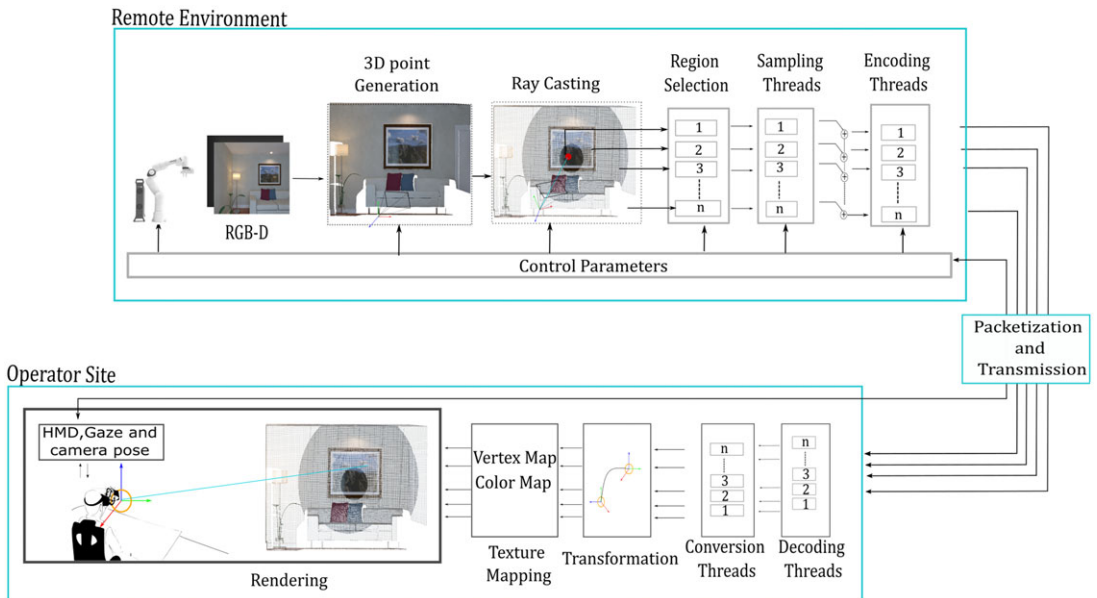 Remote Environment
3D point
Generation
Ray Casting
Region
Selection
Sampling
Threads
Encoding
Threads
1
2
3
n
1
2
3
n
1
2
3
n
RGB-D
Control Parameters
Packetization
and
Transmission
Operator Site
HMD,Gaze and
camera pose
Rendering
Vertex Map
Color Map
Texture
Mapping
Transformation
n
3
2
1
Conversion
Threads
n
3
2
1
Decoding
Threads